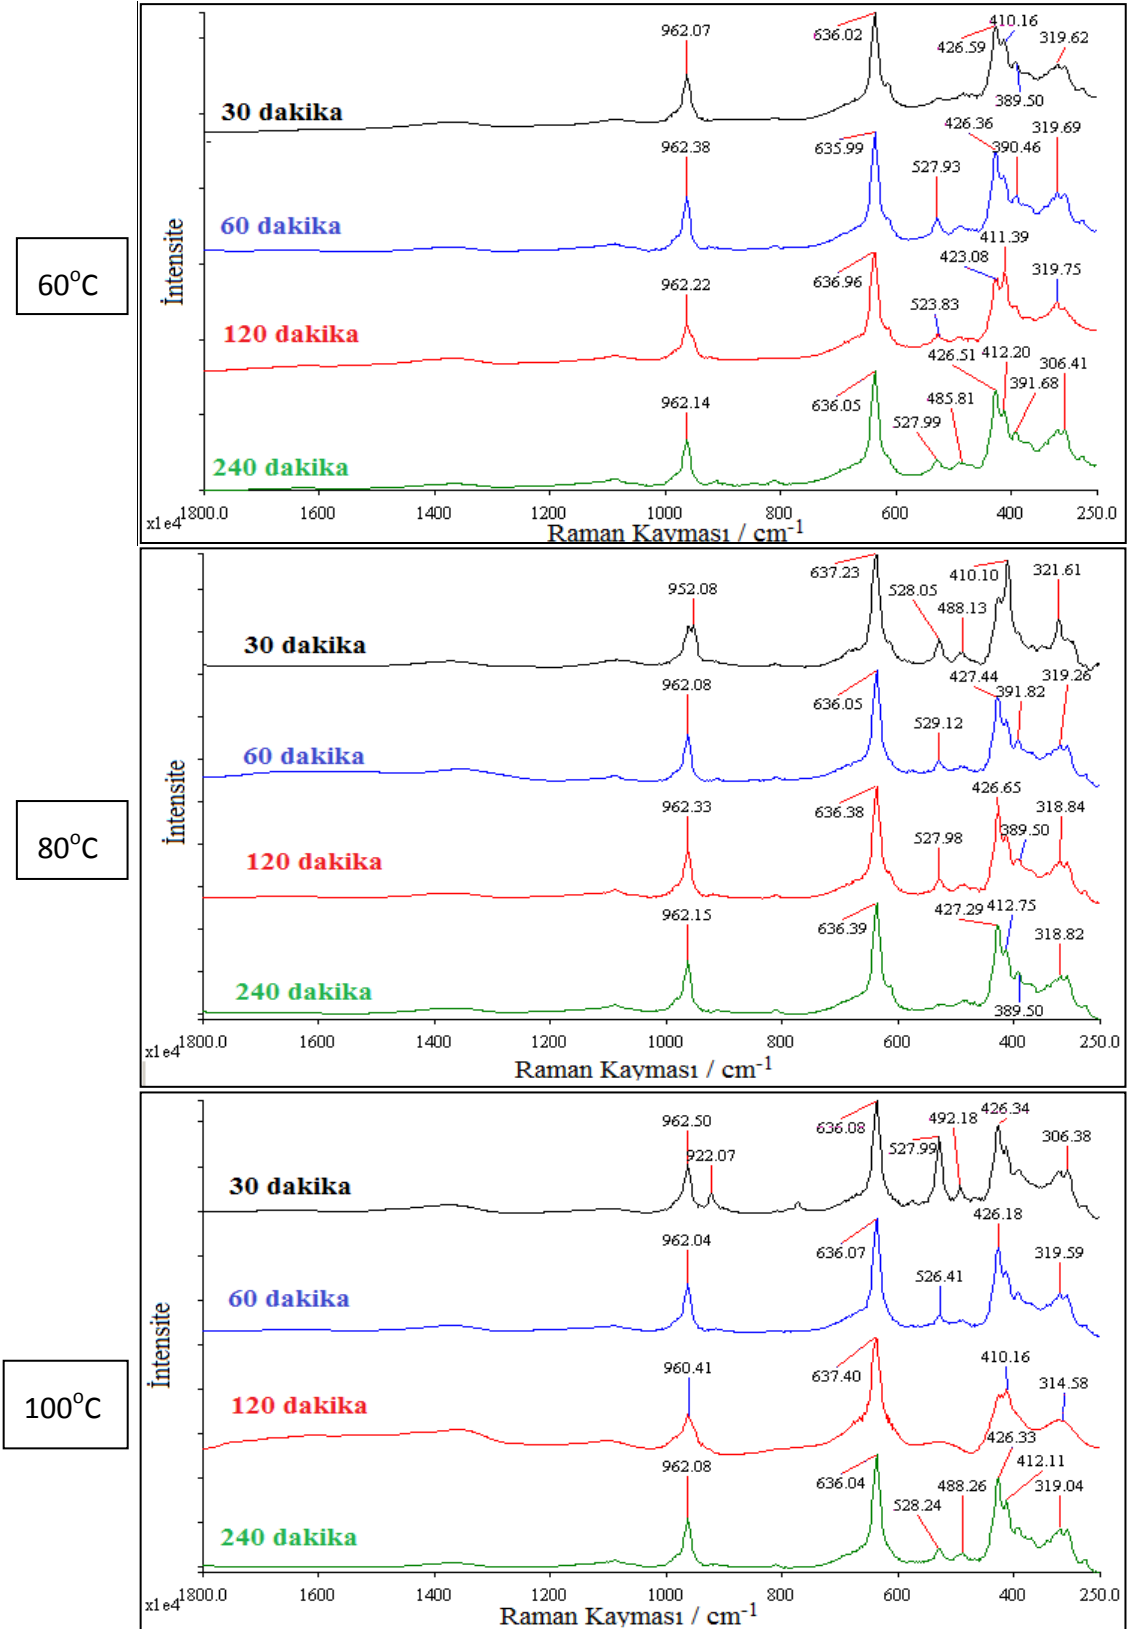 60°C
İntensite
962.07
636.02
410.16
426.59
319.62
389.50
30 dakika
962.38
635.99
527.93
426.36
390.46
319.69
60 dakika
962.22
636.96
523.83
423.08
411.39
319.75
120 dakika
962.14
636.05
527.99
485.81
426.51
412.20
391.68
306.41
240 dakika
x1e4
1800.0 1600 1400 1200 1000 800 600 400 250.0
Raman Kayması / cm-1
80°C
İntensite
952.08
637.23
528.05
488.13
410.10
321.61
30 dakika
962.08
636.05
529.12
427.44
391.82
319.26
60 dakika
962.33
636.38
527.98
426.65
389.50
318.84
120 dakika
962.15
636.39
427.29
412.75
389.50
318.82
240 dakika
x1e4
1800.0 1600 1400 1200 1000 800 600 400 250.0
Raman Kayması / cm-1
100°C
İntensite
962.50
922.07
636.08
527.99
492.18
426.34
306.38
30 dakika
962.04
636.07
526.41
426.18
319.59
60 dakika
960.41
637.40
410.16
314.58
120 dakika
962.08
636.04
528.24
488.26
426.33
412.11
319.04
240 dakika
x1e4
1800.0 1600 1400 1200 1000 800 600 400 250.0
Raman Kayması / cm-1